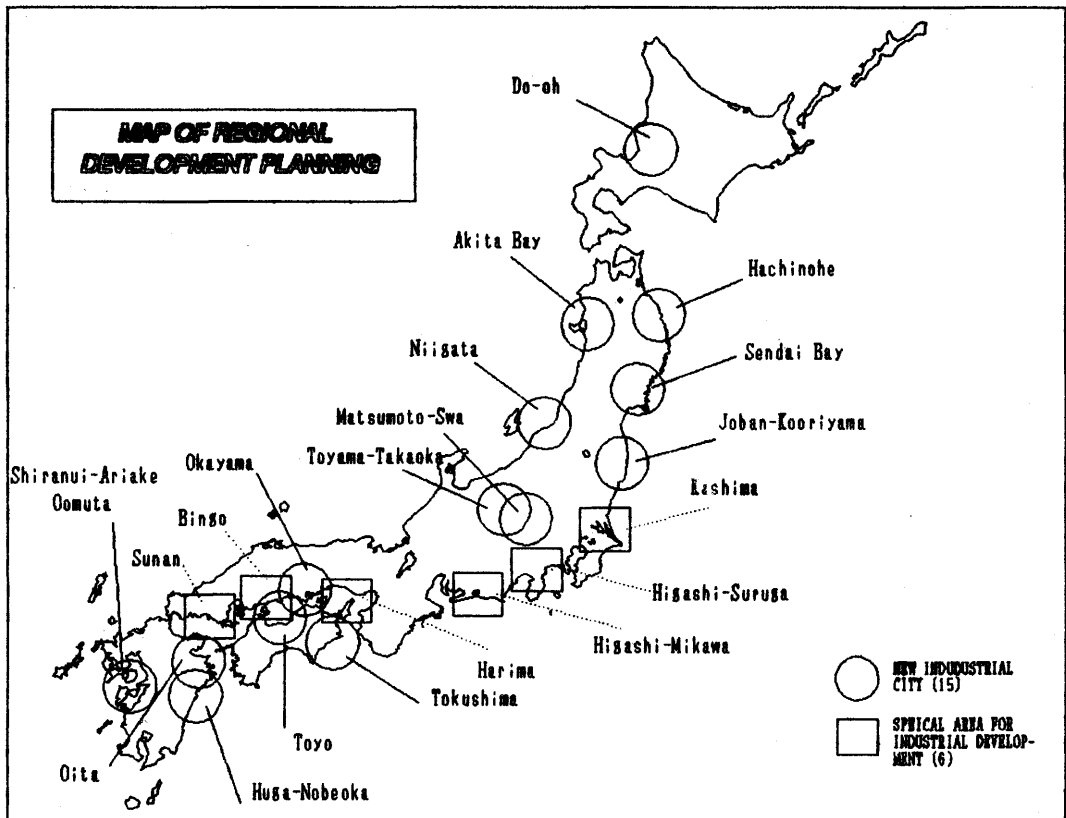 MAP OF REGIONAL
DEVELOPMENT PLANNING
Do-oh
Akita Bay
Hachinohe
Niigata
Sendai Bay
Matsumoto-Swa
Joban-Kooriyama
Toyama-Takaoka
Okayama
Shiranui-Ariake
Oomuta
Kashima
Bingo
Sunan
Higashi-Suruga
Higashi-Mikawa
Harima
Tokushima
Toyo
Oita
Huga-Nobeoka
NEW INDUDUSTRIAL
CITY (15)
SPEICAL AREA FOR
INDUSTRIAL DEVELOP-
MENT (6)